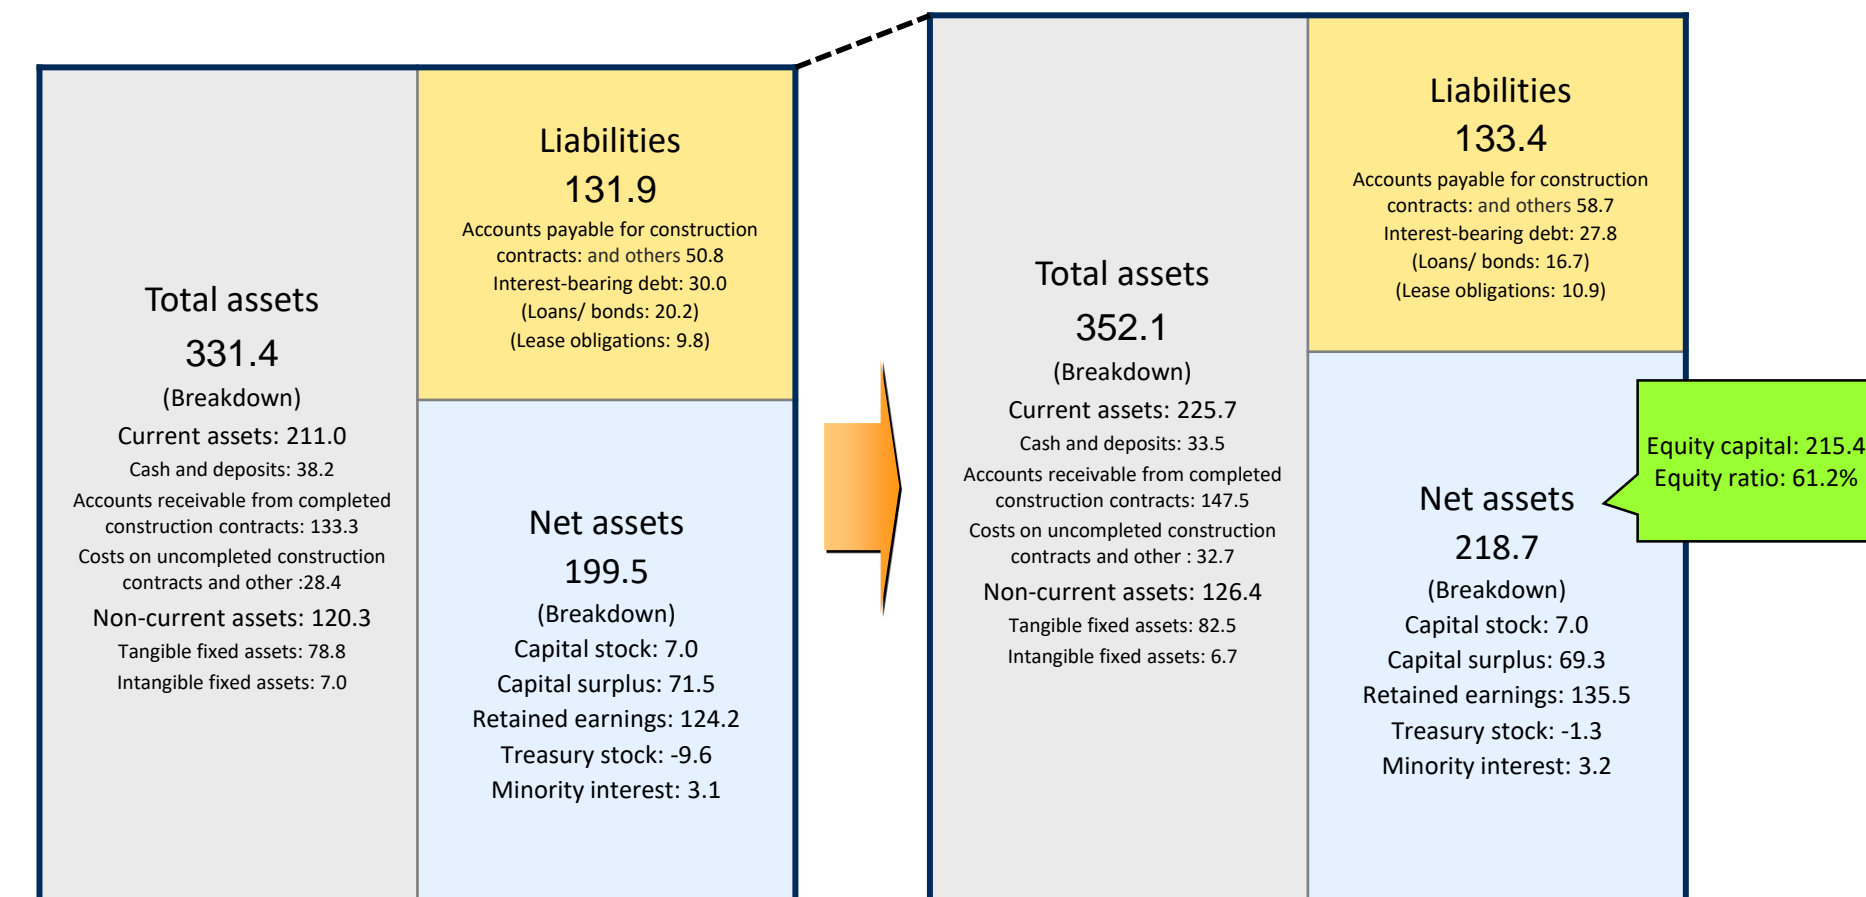 Total assets
331.4
(Breakdown)
Current assets: 211.0
Cash and deposits: 38.2
Accounts receivable from completed
construction contracts: 133.3
Costs on uncompleted construction
contracts and other :28.4
Non-current assets: 120.3
Tangible fixed assets: 78.8
Intangible fixed assets: 7.0
Liabilities
131.9
Accounts payable for construction
contracts: and others 50.8
Interest-bearing debt: 30.0
(Loans/ bonds: 20.2)
(Lease obligations: 9.8)
Net assets
199.5
(Breakdown)
Capital stock: 7.0
Capital surplus: 71.5
Retained earnings: 124.2
Treasury stock: -9.6
Minority interest: 3.1
Total assets
352.1
(Breakdown)
Current assets: 225.7
Cash and deposits: 33.5
Accounts receivable from completed
construction contracts: 147.5
Costs on uncompleted construction
contracts and other : 32.7
Non-current assets: 126.4
Tangible fixed assets: 82.5
Intangible fixed assets: 6.7
Liabilities
133.4
Accounts payable for construction
contracts: and others 58.7
Interest-bearing debt: 27.8
(Loans/ bonds: 16.7)
(Lease obligations: 10.9)
Net assets
218.7
(Breakdown)
Capital stock: 7.0
Capital surplus: 69.3
Retained earnings: 135.5
Treasury stock: -1.3
Minority interest: 3.2
Equity capital: 215.4
Equity ratio: 61.2%